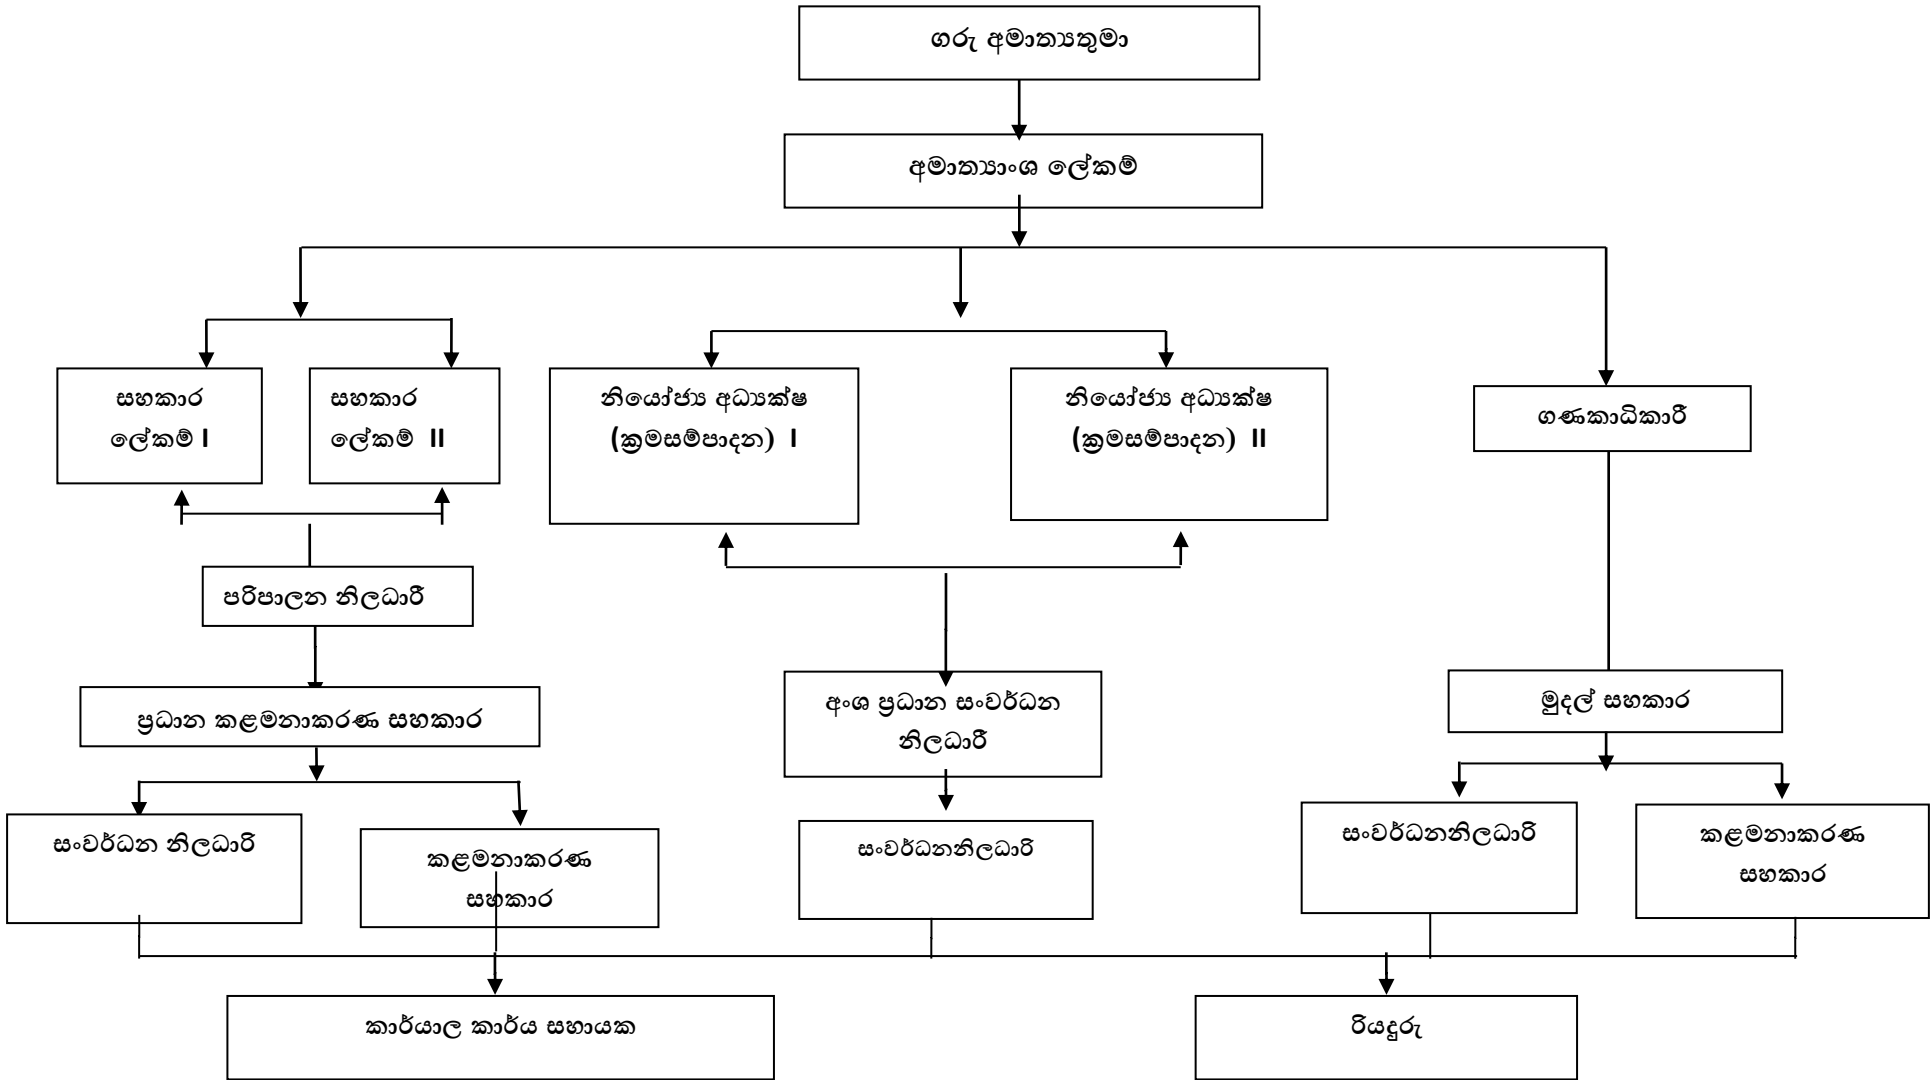 ගරු අමාත්‍යතුමා
අමාත්‍යාංශ ලේකම්
සහකාර
ලේකම් I
සහකාර
ලේකම් II
නියෝජ්‍ය අධ්‍යක්ෂ
(ක්‍රමසම්පාදන) I
නියෝජ්‍ය අධ්‍යක්ෂ
(ක්‍රමසම්පාදන) II
ගණකාධිකාරී
පරිපාලන නිලධාරී
ප්‍රධාන කළමනාකරණ සහකාර
අංශ ප්‍රධාන සංවර්ධන
නිලධාරී
මුදල් සහකාර
සංවර්ධන නිලධාරි
කළමනාකරණ
සහකාර
සංවර්ධනනිලධාරි
සංවර්ධනනිලධාරි
කළමනාකරණ
සහකාර
කාර්යාල කාර්ය සහායක
රියදුරු